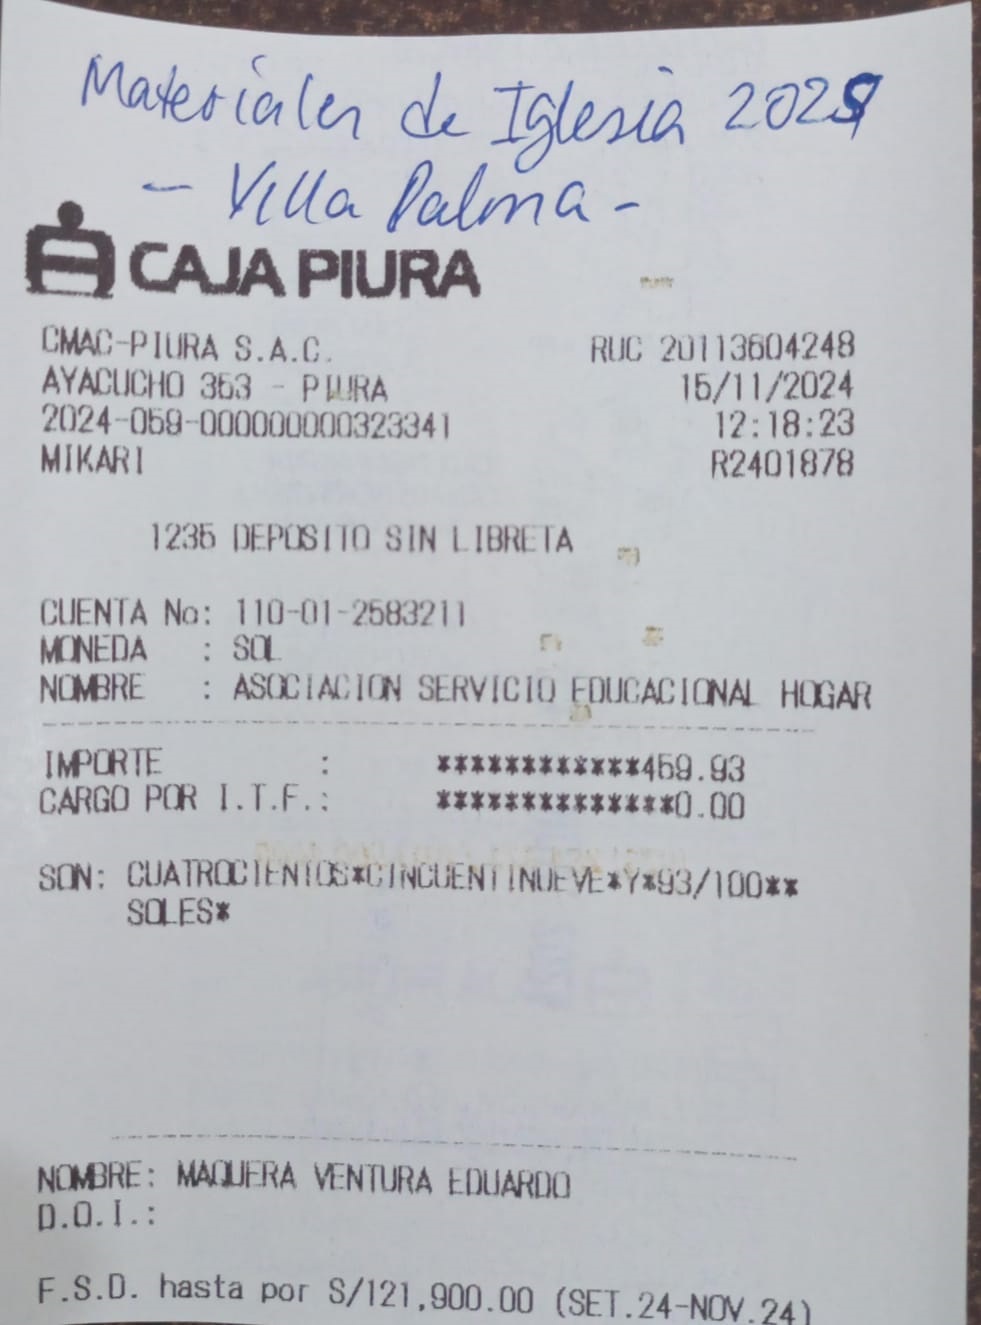 Materiales de Iglesia 2025
- Villa Palma -
CAJA PIURA
CMAC-PIURA S.A.C. RUC 20113604248
AYACUCHO 353 - PIURA 15/11/2024
2024-059-000000000323341 12:18:23
MIKARI R2401878
1235 DEPOSITO SIN LIBRETA
CUENTA No: 110-01-2583211
MONEDA : SOL
NOMBRE : ASOCIACION SERVICIO EDUCACIONAL HOGAR
IMPORTE : ************459.93
CARGO POR I.T.F.: **************0.00
SON: CUATROCIENTOS*CINCUENTINUEVE*Y*93/100**
SOLES*
NOMBRE: MAQUERA VENTURA EDUARDO
D.O.I.:
F.S.D. hasta por S/121,900.00 (SET.24-NOV.24)